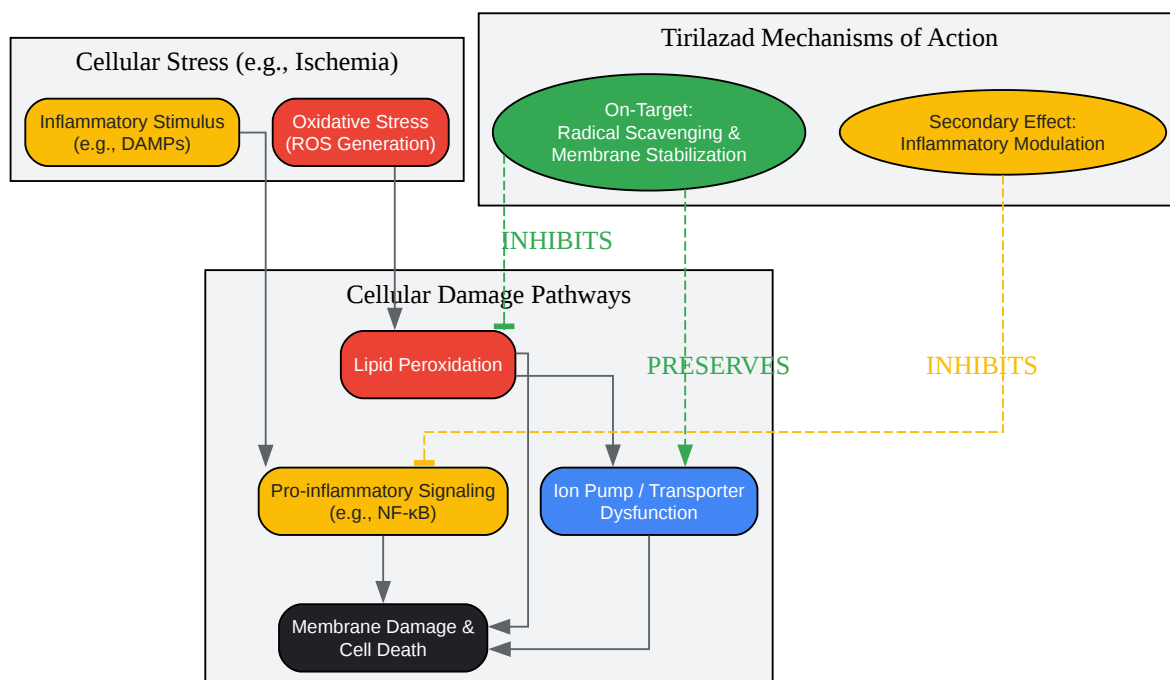 Tirilazad Mechanisms of Action
Cellular Stress (e.g., Ischemia)
Inflammatory Stimulus
(e.g., DAMPs)
Oxidative Stress
(ROS Generation)
On-Target:
Radical Scavenging &
Membrane Stabilization
Secondary Effect:
Inflammatory Modulation
INHIBITS
Cellular Damage Pathways
Lipid Peroxidation
PRESERVES
INHIBITS
Pro-inflammatory Signaling
(e.g., NF-κB)
Ion Pump / Transporter
Dysfunction
Membrane Damage &
Cell Death